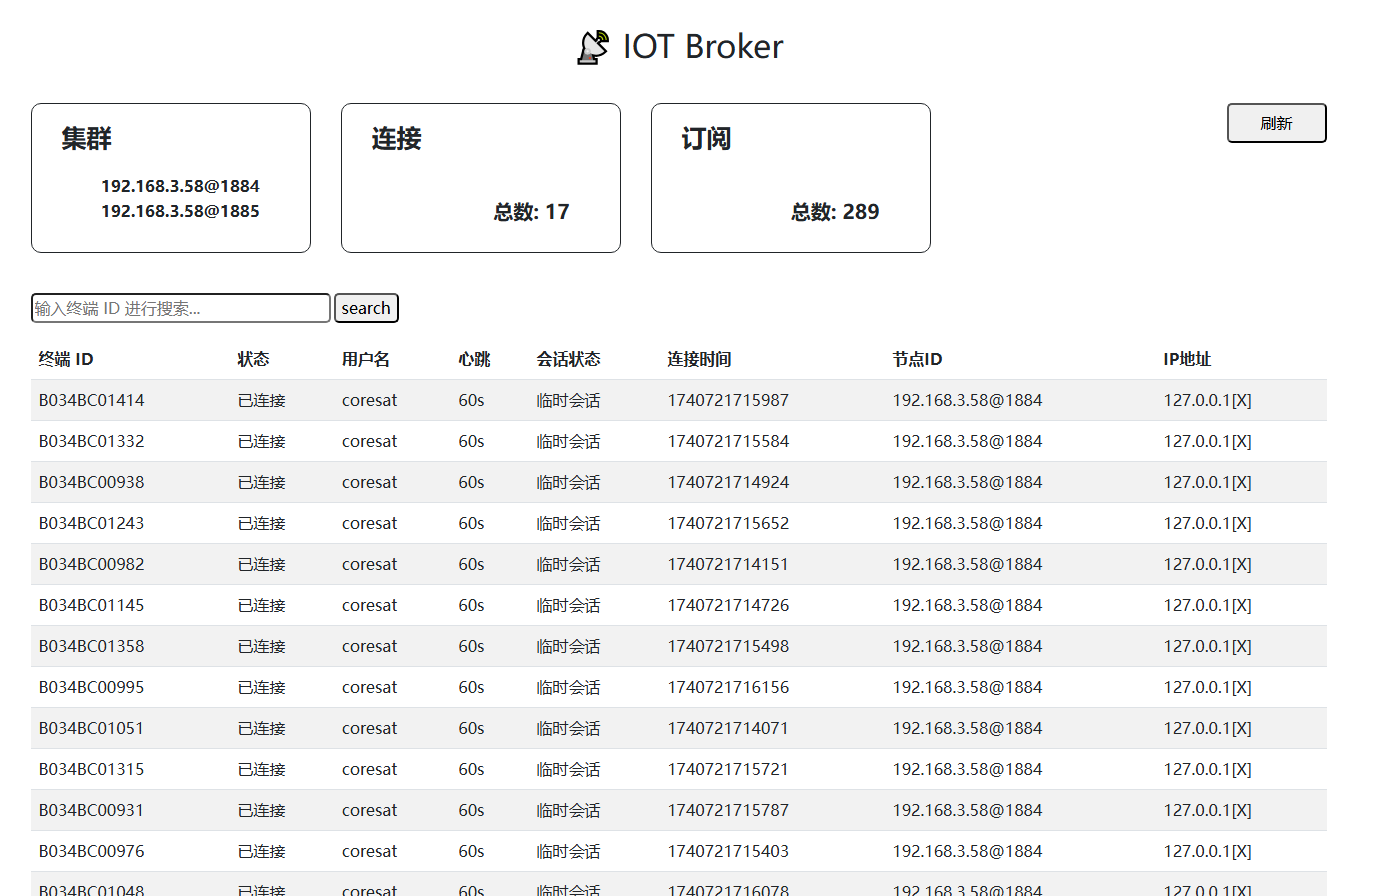 IOT Broker
集群
192.168.3.58@1884
192.168.3.58@1885
连接
总数: 17
订阅
总数: 289
刷新
输入终端 ID 进行搜索...
search
终端 ID 状态 用户名 心跳 会话状态 连接时间 节点ID IP地址
B034BC01414 已连接 coresat 60s 临时会话 1740721715987 192.168.3.58@1884 127.0.0.1[X]
B034BC01332 已连接 coresat 60s 临时会话 1740721715584 192.168.3.58@1884 127.0.0.1[X]
B034BC00938 已连接 coresat 60s 临时会话 1740721714924 192.168.3.58@1884 127.0.0.1[X]
B034BC01243 已连接 coresat 60s 临时会话 1740721715652 192.168.3.58@1884 127.0.0.1[X]
B034BC00982 已连接 coresat 60s 临时会话 1740721714151 192.168.3.58@1884 127.0.0.1[X]
B034BC01145 已连接 coresat 60s 临时会话 1740721714726 192.168.3.58@1884 127.0.0.1[X]
B034BC01358 已连接 coresat 60s 临时会话 1740721715498 192.168.3.58@1884 127.0.0.1[X]
B034BC00995 已连接 coresat 60s 临时会话 1740721716156 192.168.3.58@1884 127.0.0.1[X]
B034BC01051 已连接 coresat 60s 临时会话 1740721714071 192.168.3.58@1884 127.0.0.1[X]
B034BC01315 已连接 coresat 60s 临时会话 1740721715721 192.168.3.58@1884 127.0.0.1[X]
B034BC00931 已连接 coresat 60s 临时会话 1740721715787 192.168.3.58@1884 127.0.0.1[X]
B034BC00976 已连接 coresat 60s 临时会话 1740721715403 192.168.3.58@1884 127.0.0.1[X]
B034BC01048 已连接 coresat 60s 临时会话 1740721716078 192.168.3.58@1884 127.0.0.1[X]